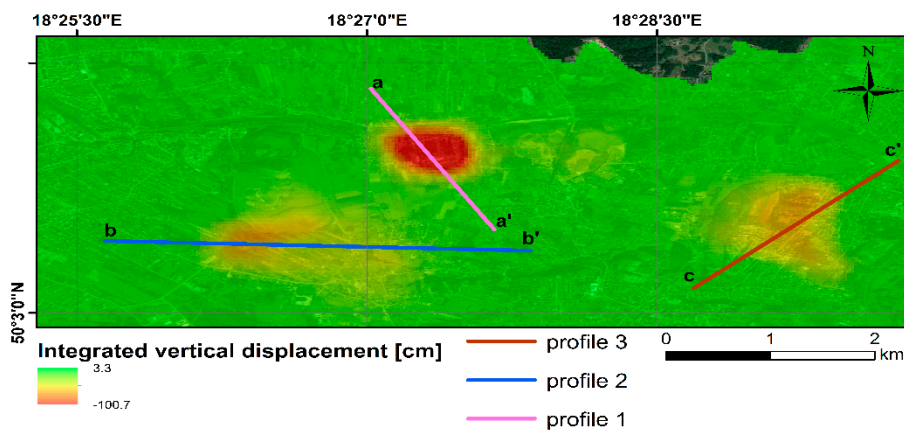 18°25'30"E 18°27'0"E 18°28'30"E
N
a
c'
a'
b b'
c
50°3'0"N
Integrated vertical displacement [cm]
3.3
-100.7
profile 3
profile 2
profile 1
0 1 2
km